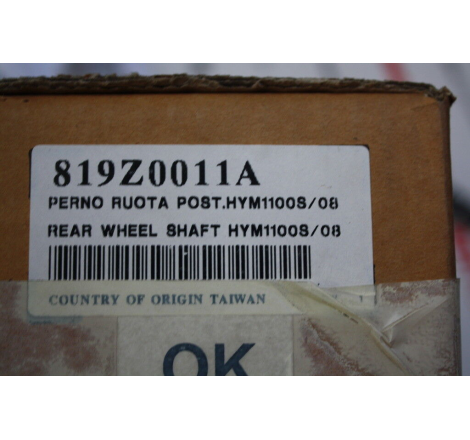 819Z0011A
PERNO RUOTA POST.HYM1100S/08
REAR WHEEL SHAFT HYM1100S/08
COUNTRY OF ORIGIN TAIWAN
OK